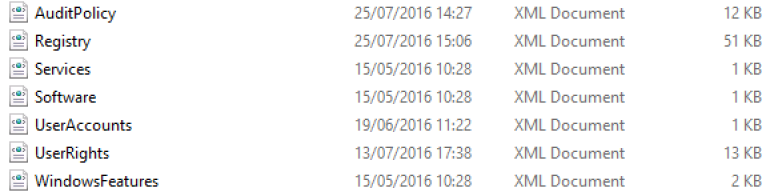 AuditPolicy 25/07/2016 14:27 XML Document 12 KB
Registry 25/07/2016 15:06 XML Document 51 KB
Services 15/05/2016 10:28 XML Document 1 KB
Software 15/05/2016 10:28 XML Document 1 KB
UserAccounts 19/06/2016 11:22 XML Document 1 KB
UserRights 13/07/2016 17:38 XML Document 13 KB
WindowsFeatures 15/05/2016 10:28 XML Document 2 KB